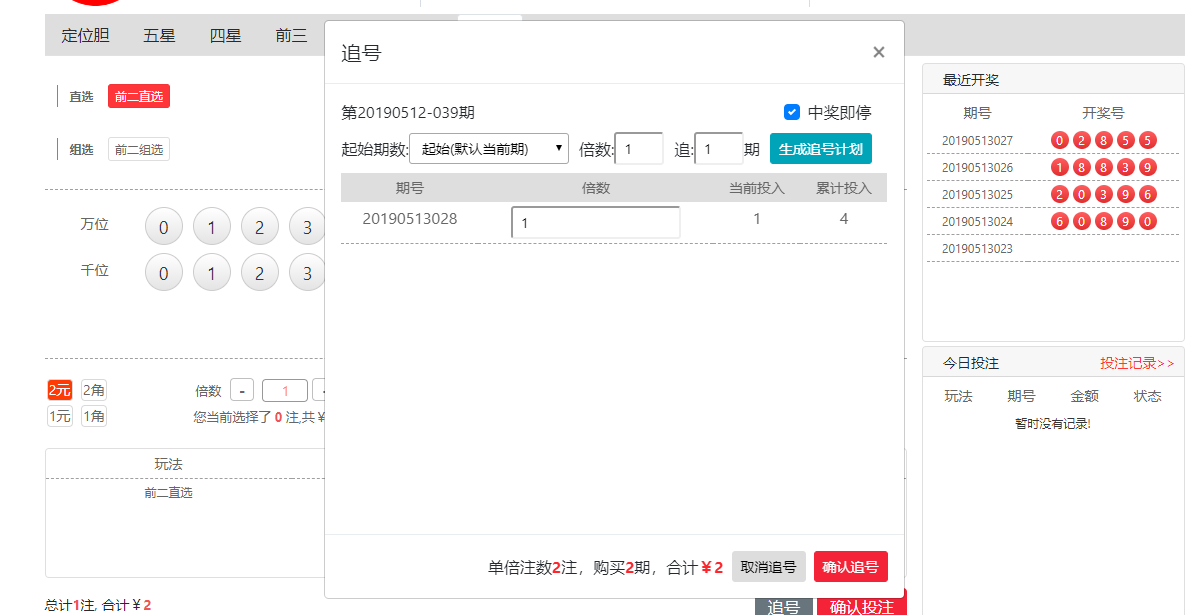 定位胆 五星 四星 前三
直选 前二直选
组选 前二组选
万位 0 1 2 3
千位 0 1 2 3
2元 2角
1元 1角
倍数 - 1
您当前选择了 0 注,共￥
玩法
前二直选
总计1注, 合计￥2
追号 确认投注
追号 ×
第20190512-039期 中奖即停
起始期数: 起始(默认当前期) 倍数: 1 追: 1 期 生成追号计划
期号 倍数 当前投入 累计投入
20190513028 1 1 4
单倍注数2注，购买2期，合计￥2 取消追号 确认追号
最近开奖
期号 开奖号
20190513027 0 2 8 5 5
20190513026 1 8 8 3 9
20190513025 2 0 3 9 6
20190513024 6 0 8 9 0
20190513023
今日投注 投注记录>>
玩法 期号 金额 状态
暂时没有记录!